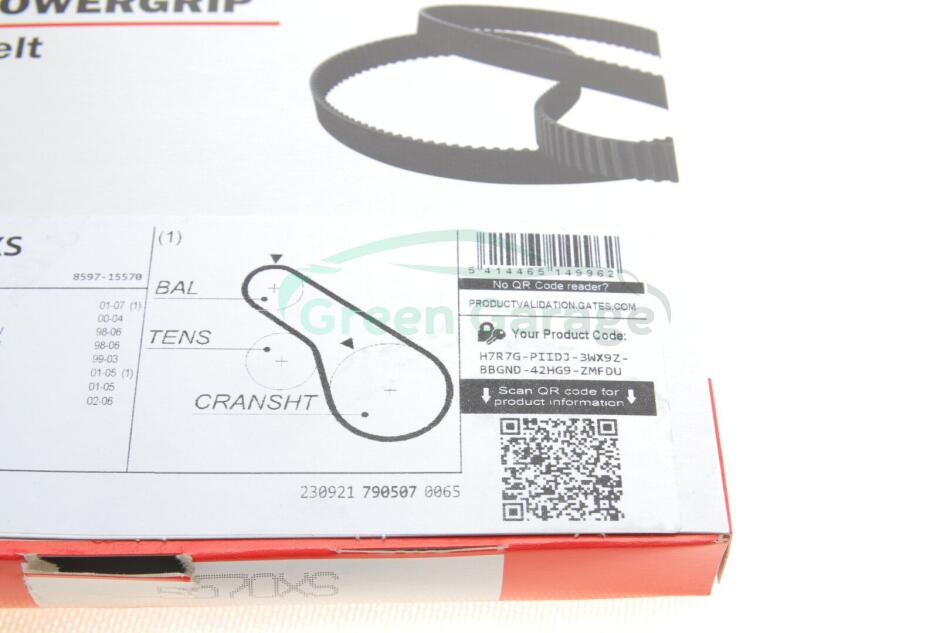 OWERGRIP
elt
XS
8597-15570
01-07 (1)
00-04
98-06
98-06
99-03
01-05 (1)
01-05
02-06
(1)
BAL
TENS
CRANSHT
230921 790507 0065
5 414465 149962
No QR Code reader?
PRODUCTVALIDATION.GATES.COM
Your Product Code:
H7R7G-PIIDJ-3WX9Z-
BBGND-42HG9-ZMFDU
Scan QR code for
product information
Green Garage